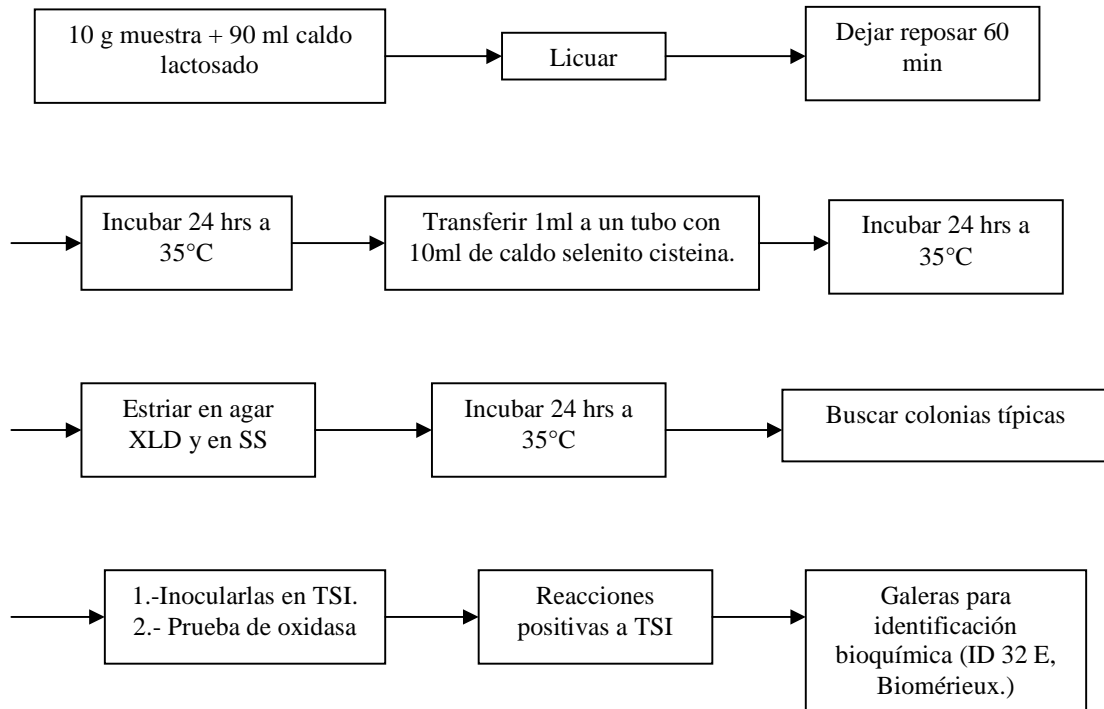 10 g muestra + 90 ml caldo
lactosado
Licuar
Dejar reposar 60
min
Incubar 24 hrs a
35°C
Transferir 1ml a un tubo con
10ml de caldo selenito cisteina.
Incubar 24 hrs a
35°C
Estriar en agar
XLD y en SS
Incubar 24 hrs a
35°C
Buscar colonias típicas
1.-Inocularlas en TSI.
2.- Prueba de oxidasa
Reacciones
positivas a TSI
Galeras para
identificación
bioquímica (ID 32 E,
Biomérieux.)